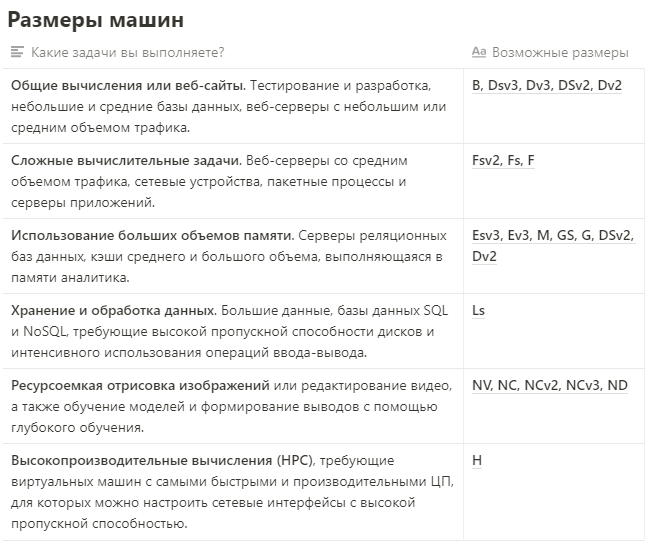 Размеры машин
Какие задачи вы выполняете?
Aa Возможные размеры
Общие вычисления или веб-сайты. Тестирование и разработка,
небольшие и средние базы данных, веб-серверы с небольшим или
средним объемом трафика.
B, Dsv3, Dv3, DSv2, Dv2
Сложные вычислительные задачи. Веб-серверы со средним
объемом трафика, сетевые устройства, пакетные процессы и
серверы приложений.
Fsv2, Fs, F
Использование больших объемов памяти. Серверы реляционных
баз данных, кэши среднего и большого объема, выполняющаяся в
памяти аналитика.
Esv3, Ev3, M, GS, G, DSv2,
Dv2
Хранение и обработка данных. Большие данные, базы данных SQL
и NoSQL, требующие высокой пропускной способности дисков и
интенсивного использования операций ввода-вывода.
Ls
Ресурсоемкая отрисовка изображений или редактирование видео,
а также обучение моделей и формирование выводов с помощью
глубокого обучения.
NV, NC, NCv2, NCv3, ND
Высокопроизводительные вычисления (HPC), требующие
виртуальных машин с самыми быстрыми и производительными ЦП,
для которых можно настроить сетевые интерфейсы с высокой
пропускной способностью.
H